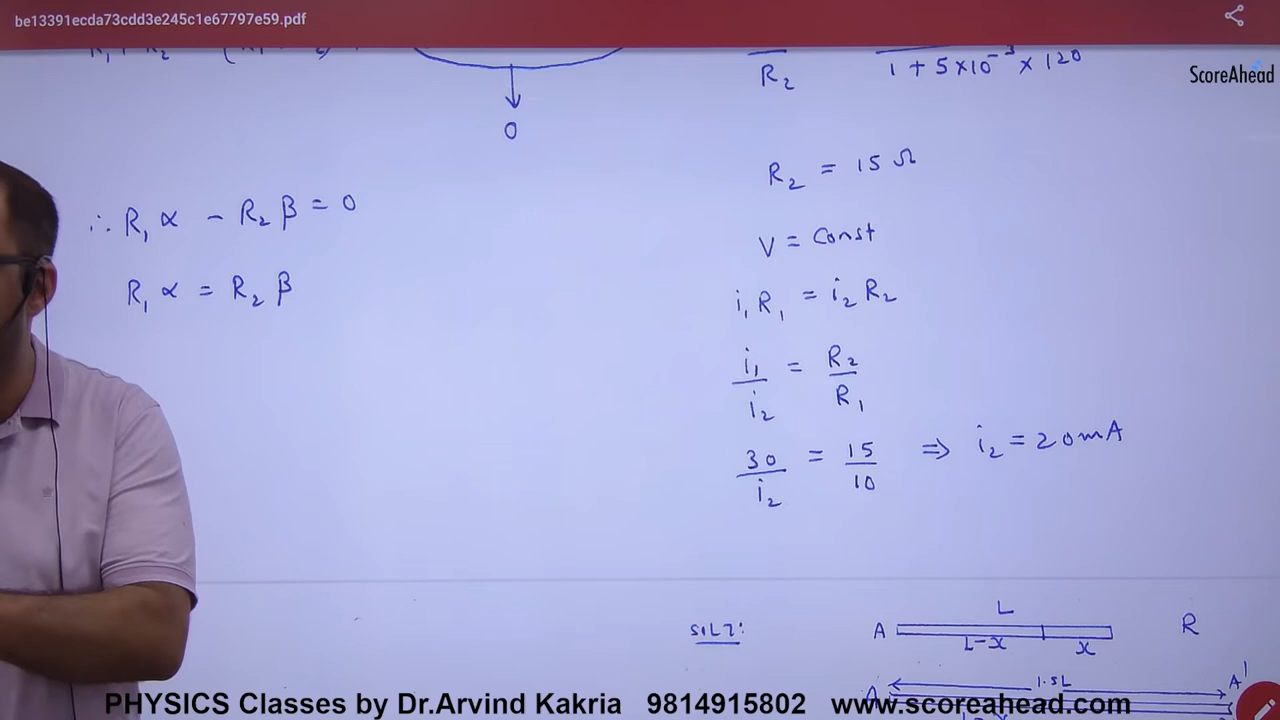 be13391ecda73cdd3e245c1e67797e59.pdf
ScoreAhead
R₂
1 + 5×10⁻³ × 120
0
∴ R₁ α − R₂ β = 0
R₁ α = R₂ β
R₂ = 15 Ω
V = Const
i₁ R₁ = i₂ R₂
i₁ / i₂ = R₂ / R₁
30 / i₂ = 15 / 10 ⇒ i₂ = 20mA
Sol7:
L
A
R
L−x
x
1.5L
A
A'
PHYSICS Classes by Dr.Arvind Kakria 9814915802 www.scoreahead.com